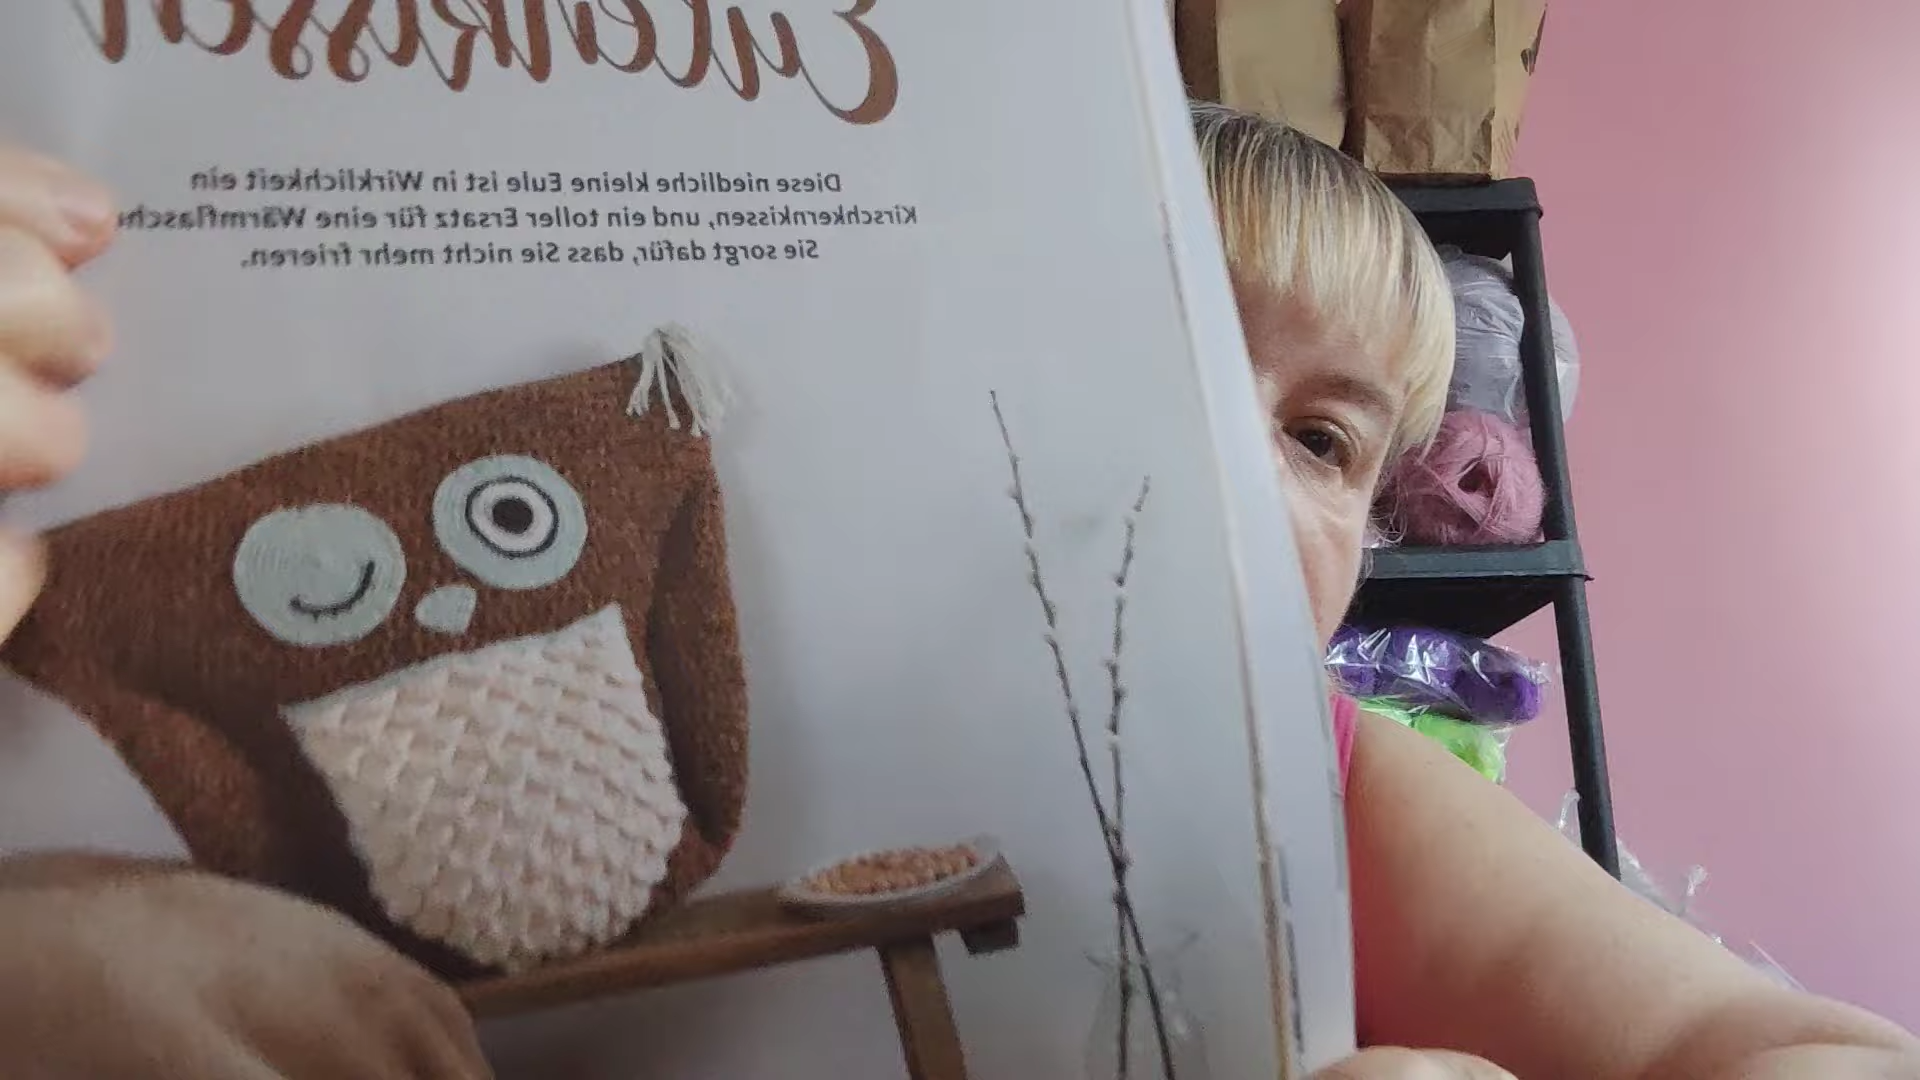 Eulenkissen
Diese niedliche kleine Eule ist in Wirklichkeit ein
Kirschkernkissen, und ein toller Ersatz für eine
Sie sorgt dafür, dass Sie nicht mehr frieren.